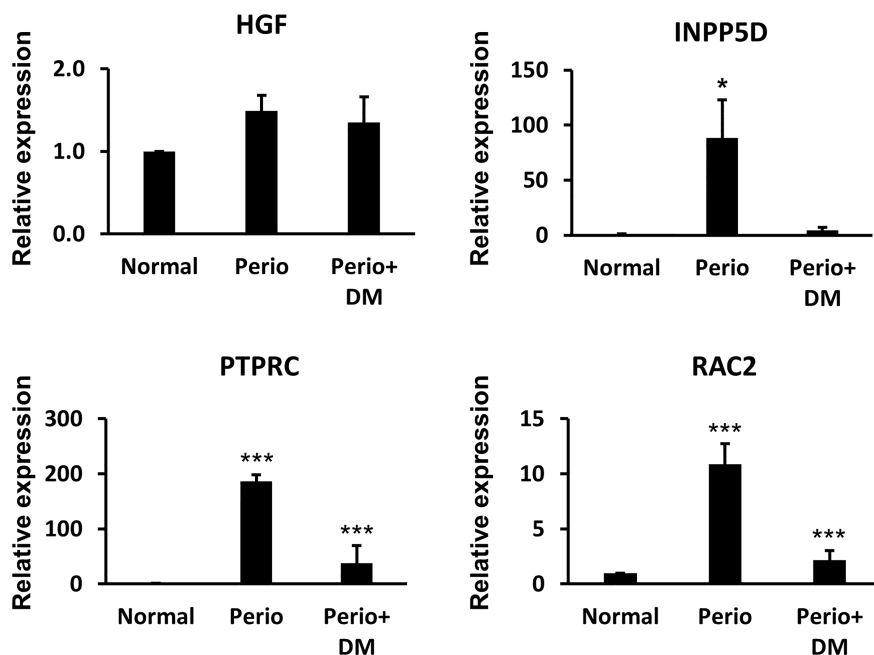 HGF
Relative expression
2.0
1.0
0.0
Normal Perio Perio+
DM
INPP5D
Relative expression
150
100
50
0
*
Normal Perio Perio+
DM
PTPRC
Relative expression
300
200
100
0
***
***
Normal Perio Perio+
DM
RAC2
Relative expression
15
10
5
0
***
***
Normal Perio Perio+
DM